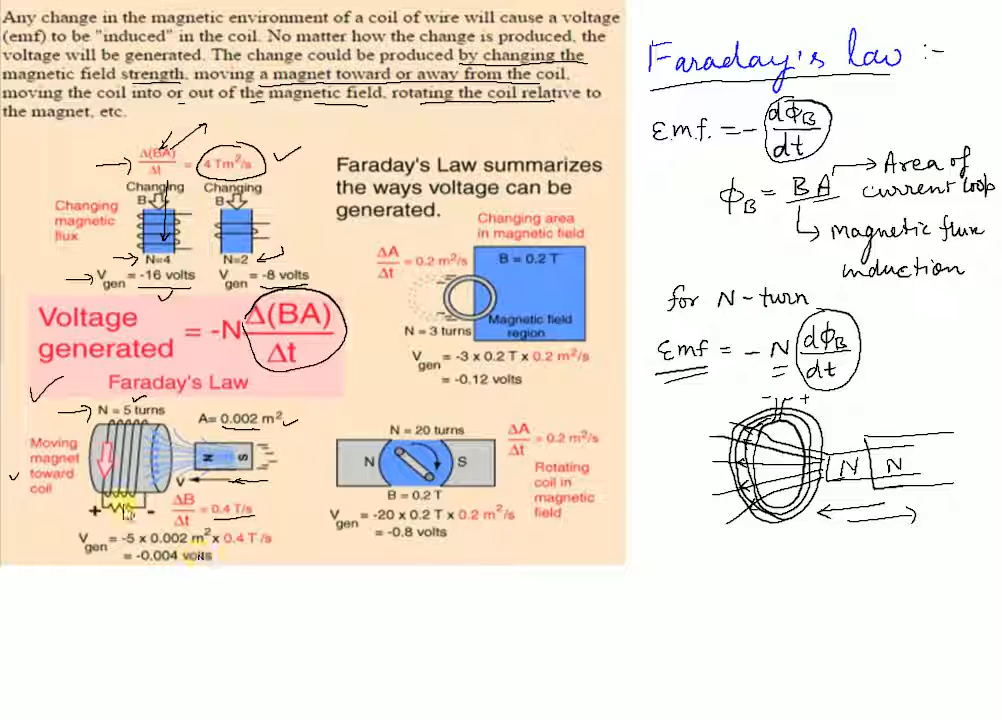 Any change in the magnetic environment of a coil of wire will cause a voltage
(emf) to be "induced" in the coil. No matter how the change is produced, the
voltage will be generated. The change could be produced by changing the
magnetic field strength, moving a magnet toward or away from the coil,
moving the coil into or out of the magnetic field, rotating the coil relative to
the magnet, etc.
Δ(BA)
Δt
= 4 Tm²/s
Changing
B
Changing
B
Changing
magnetic
flux
N=4
N=2
V gen = -16 volts
V gen = -8 volts
Voltage
generated
= -N Δ(BA)
Δt
Faraday's Law
N = 5 turns
A= 0.002 m²
Moving
magnet
toward
coil
N S
V
+ -
ΔB
Δt
= 0.4 T/s
V gen = -5 x 0.002 m² x 0.4 T/s
= -0.004 volts
Faraday's Law summarizes
the ways voltage can be
generated.
Changing area
in magnetic field
ΔA
Δt
= 0.2 m²/s
B = 0.2 T
N = 3 turns
Magnetic field
region
V gen = -3 x 0.2 T x 0.2 m²/s
= -0.12 volts
N = 20 turns
N S
B = 0.2 T
ΔA
Δt
= 0.2 m²/s
Rotating
coil in
magnetic
field
V gen = -20 x 0.2 T x 0.2 m²/s
= -0.8 volts
Faraday's law :-
Emf. = - dϕB
dt
ϕB = BA
→ Area of
current loop
magnetic flux
induction
for N-turn
Emf = - N dϕB
dt
- +
N N